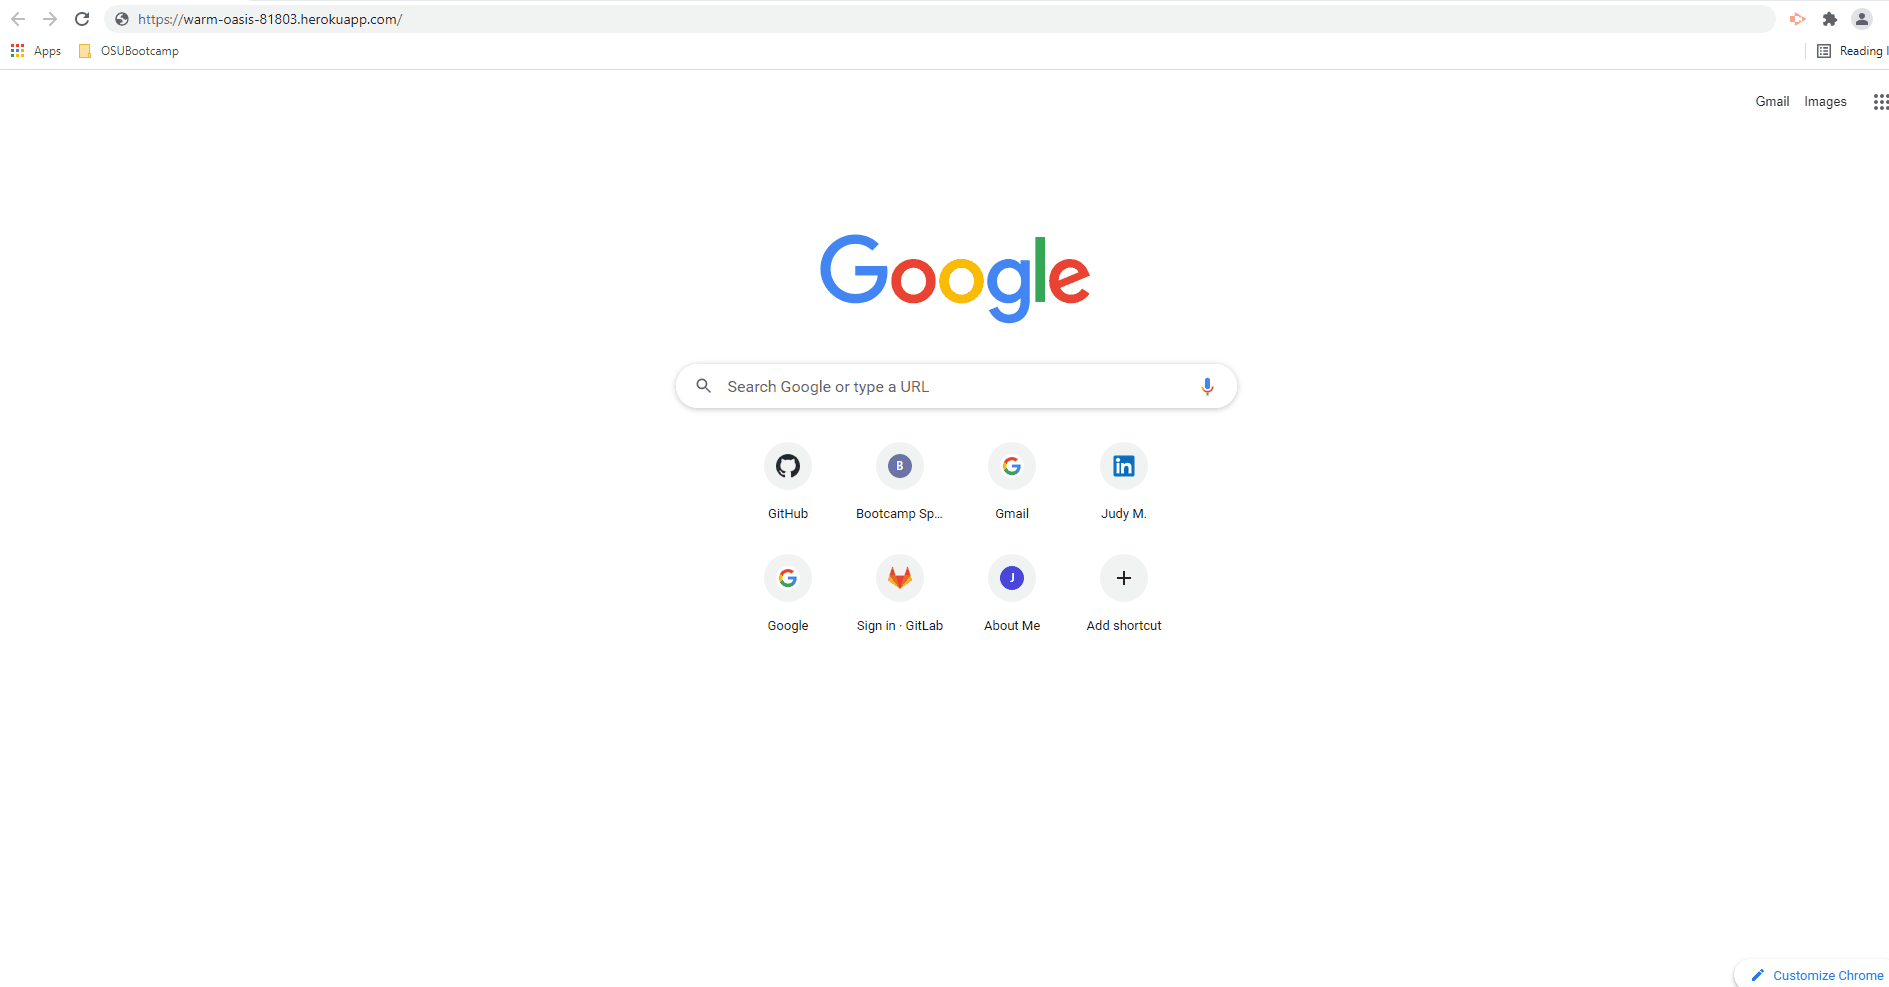 https://warm-oasis-81803.herokuapp.com/
Apps OSUBootcamp Reading l
Gmail Images
Google
Search Google or type a URL
B
GitHub Bootcamp Sp... Gmail Judy M.
J
Google Sign in · GitLab About Me Add shortcut
Customize Chrome